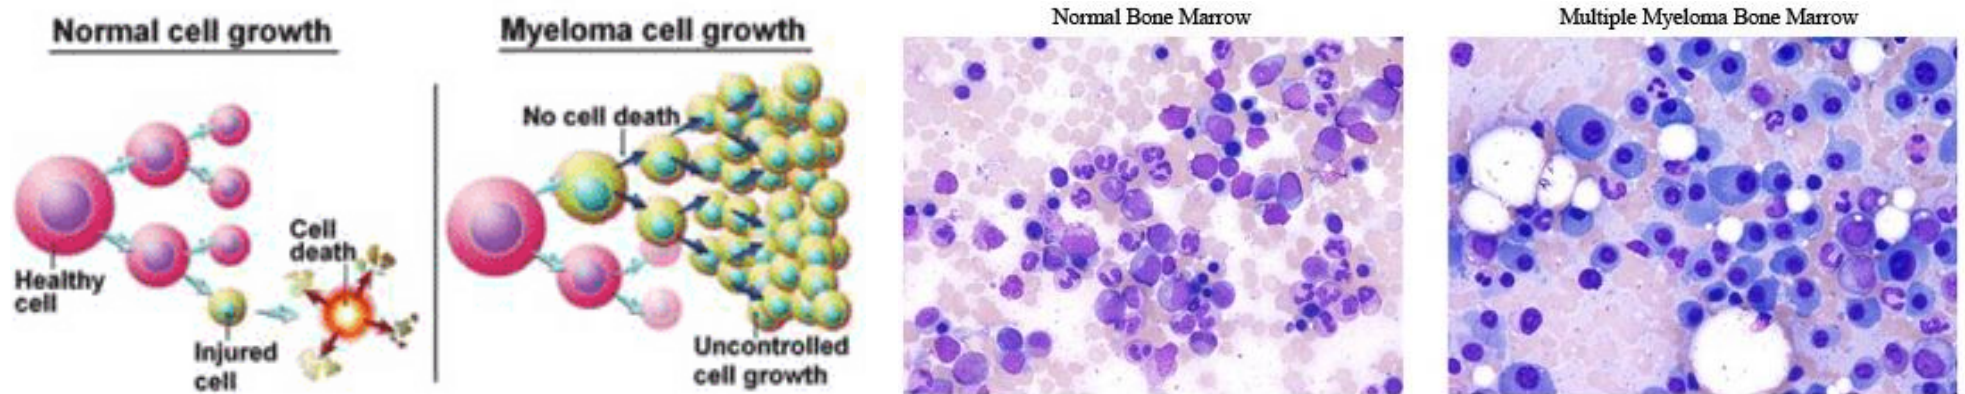 Normal cell growth
Healthy
cell
Cell
death
Injured
cell
Myeloma cell growth
No cell death
Uncontrolled
cell growth
Normal Bone Marrow
Multiple Myeloma Bone Marrow